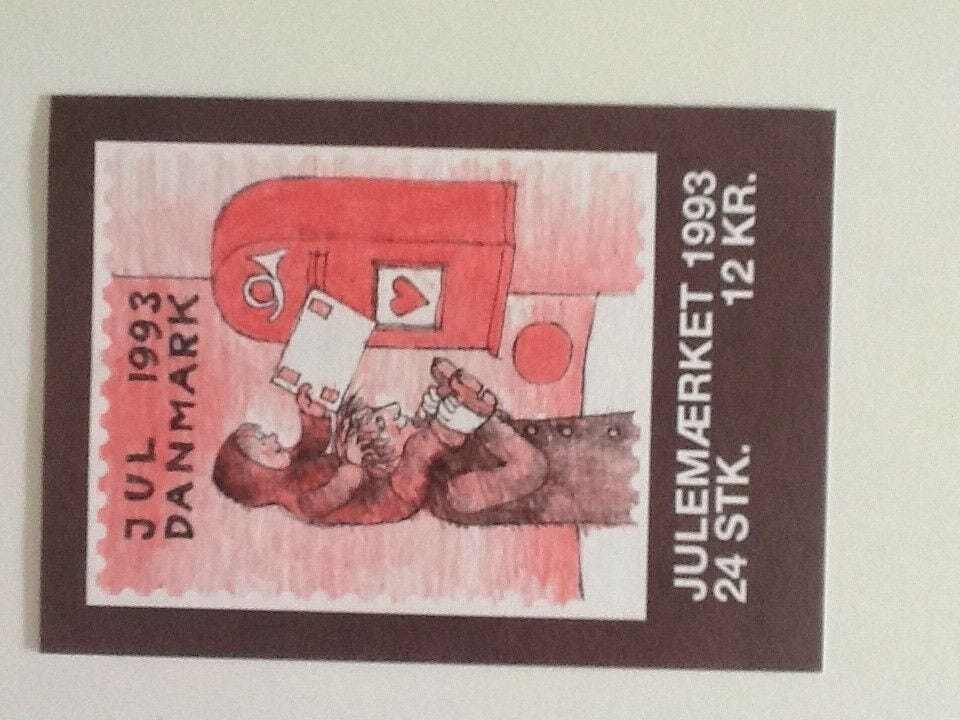 JUL 1993
DANMARK
JULEMÆRKET 1993
24 STK. 12 KR.